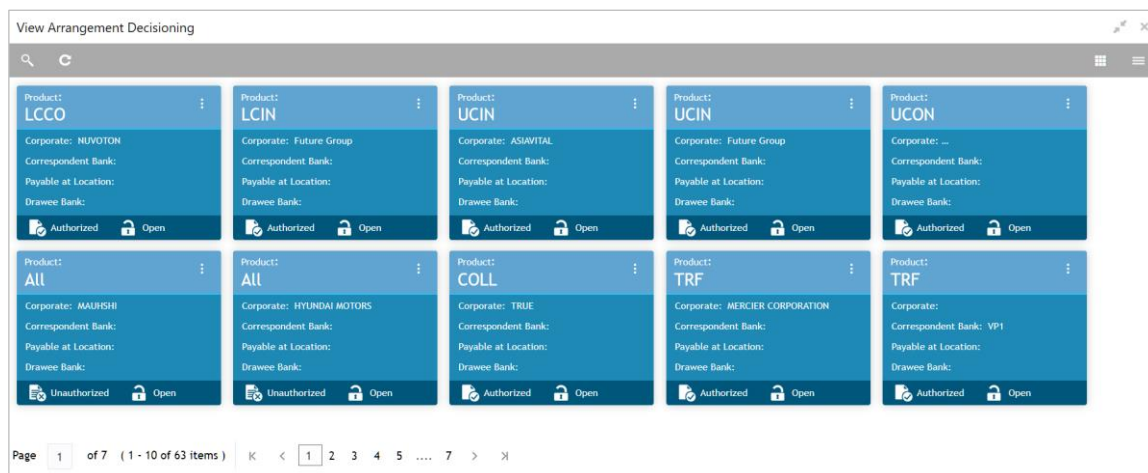 View Arrangement Decisioning
Product:
LCCO
Corporate: NUVOTON
Correspondent Bank:
Payable at Location:
Drawee Bank:
Authorized Open
Product:
LCIN
Corporate: Future Group
Correspondent Bank:
Payable at Location:
Drawee Bank:
Authorized Open
Product:
UCIN
Corporate: ASIAVITAL
Correspondent Bank:
Payable at Location:
Drawee Bank:
Authorized Open
Product:
UCIN
Corporate: Future Group
Correspondent Bank:
Payable at Location:
Drawee Bank:
Authorized Open
Product:
UCON
Corporate: ...
Correspondent Bank:
Payable at Location:
Drawee Bank:
Authorized Open
Product:
All
Corporate: MAUHSHI
Correspondent Bank:
Payable at Location:
Drawee Bank:
Unauthorized Open
Product:
All
Corporate: HYUNDAI MOTORS
Correspondent Bank:
Payable at Location:
Drawee Bank:
Unauthorized Open
Product:
COLL
Corporate: TRUE
Correspondent Bank:
Payable at Location:
Drawee Bank:
Authorized Open
Product:
TRF
Corporate: MERCIER CORPORATION
Correspondent Bank:
Payable at Location:
Drawee Bank:
Authorized Open
Product:
TRF
Corporate:
Correspondent Bank: VP1
Payable at Location:
Drawee Bank:
Authorized Open
Page 1 of 7 ( 1 - 10 of 63 items ) 1 2 3 4 5 .... 7